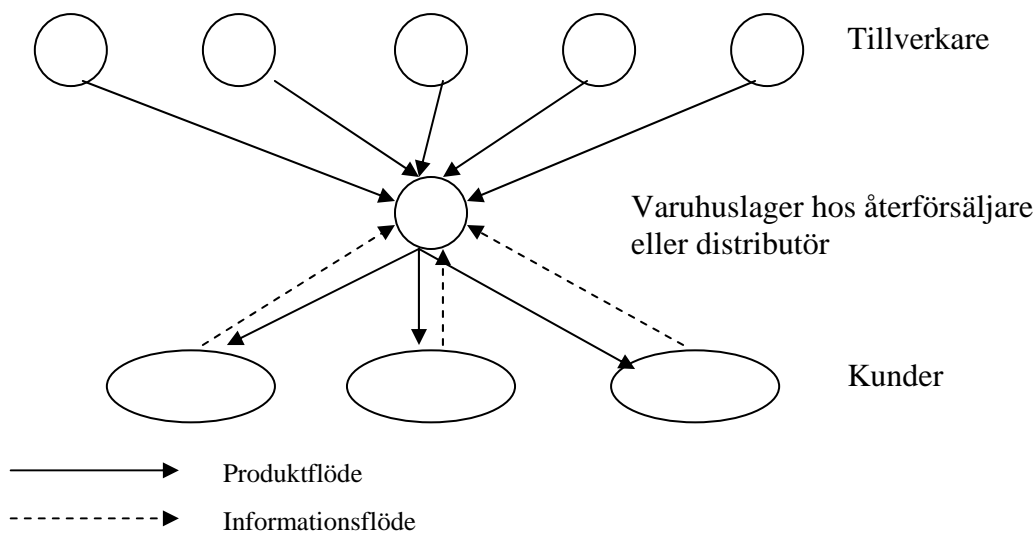 Tillverkare
Varuhuslager hos återförsäljare
eller distributör
Kunder
Produktflöde
Informationsflöde